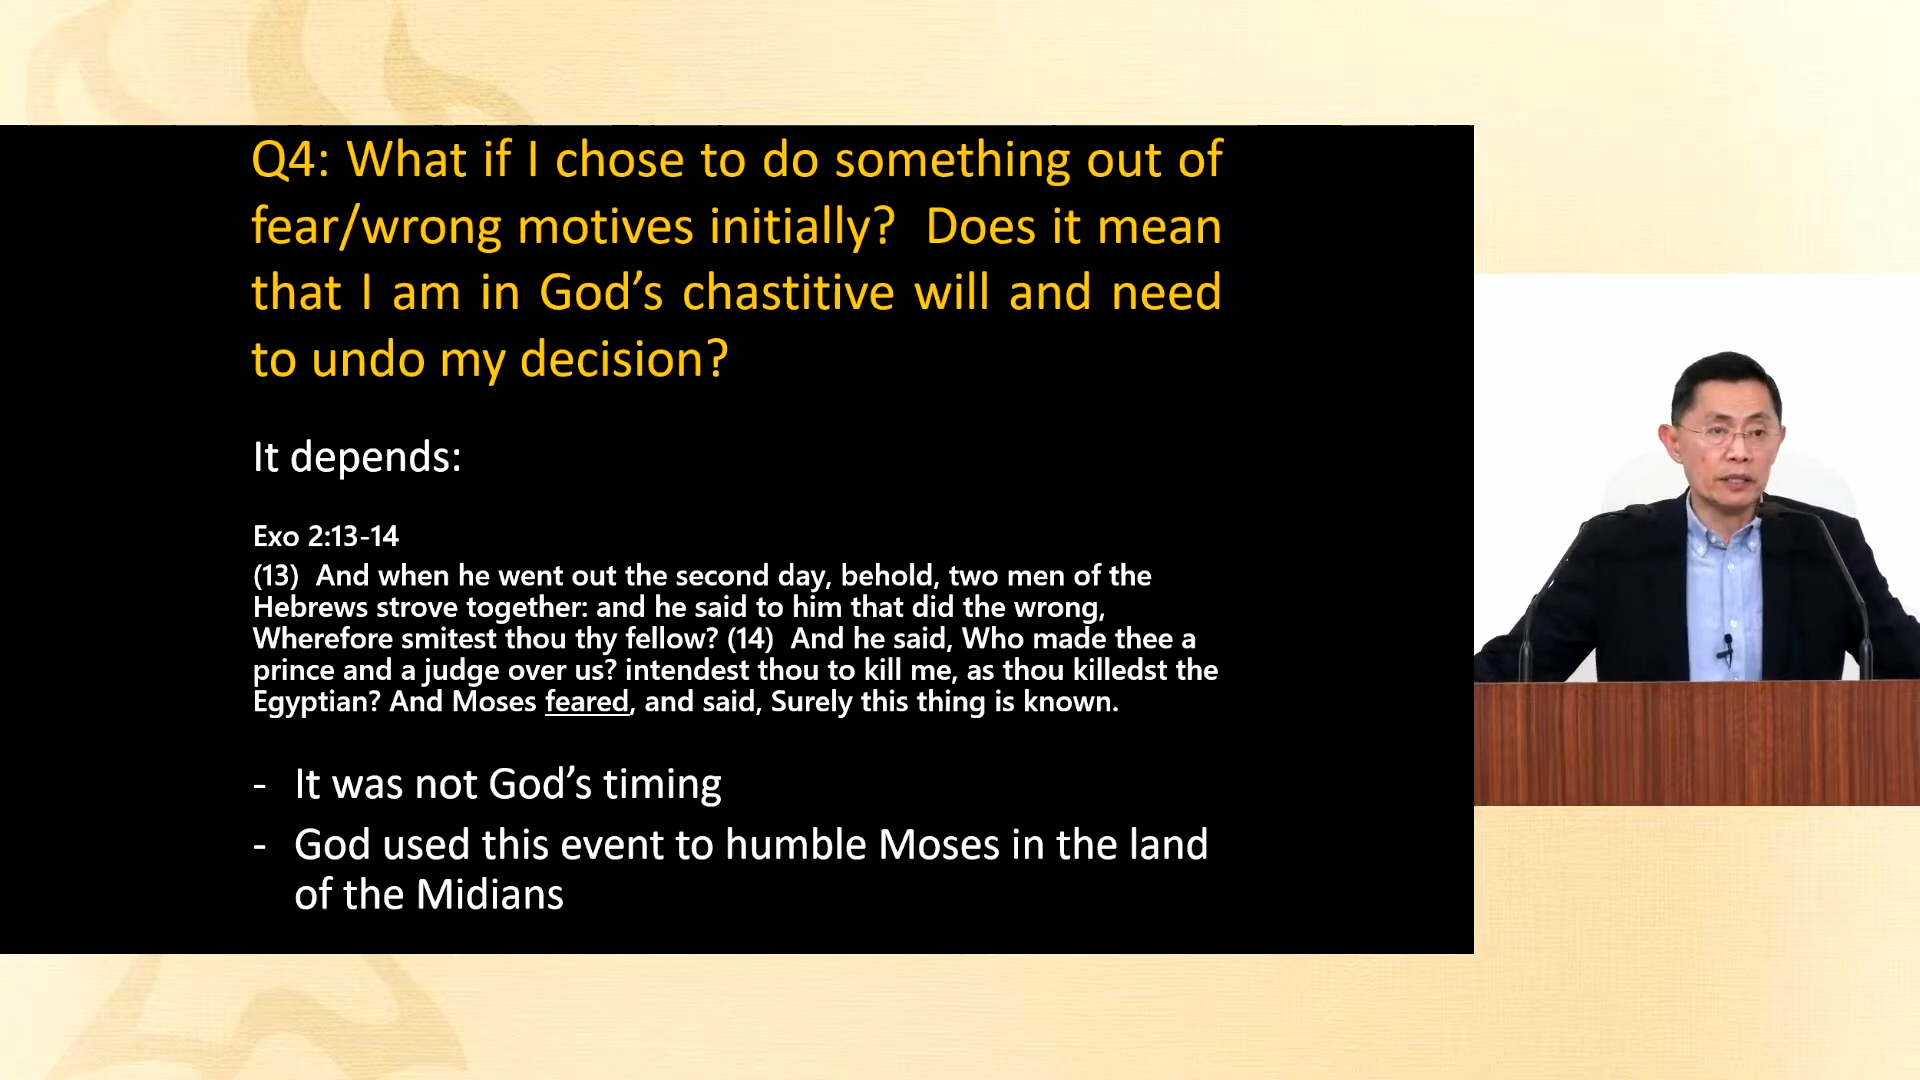 Q4: What if I chose to do something out of
fear/wrong motives initially? Does it mean
that I am in God’s chastitive will and need
to undo my decision?
It depends:
Exo 2:13-14
(13) And when he went out the second day, behold, two men of the
Hebrews strove together: and he said to him that did the wrong,
Wherefore smitest thou thy fellow? (14) And he said, Who made thee a
prince and a judge over us? intendest thou to kill me, as thou killedst the
Egyptian? And Moses feared, and said, Surely this thing is known.
- It was not God’s timing
- God used this event to humble Moses in the land
of the Midians